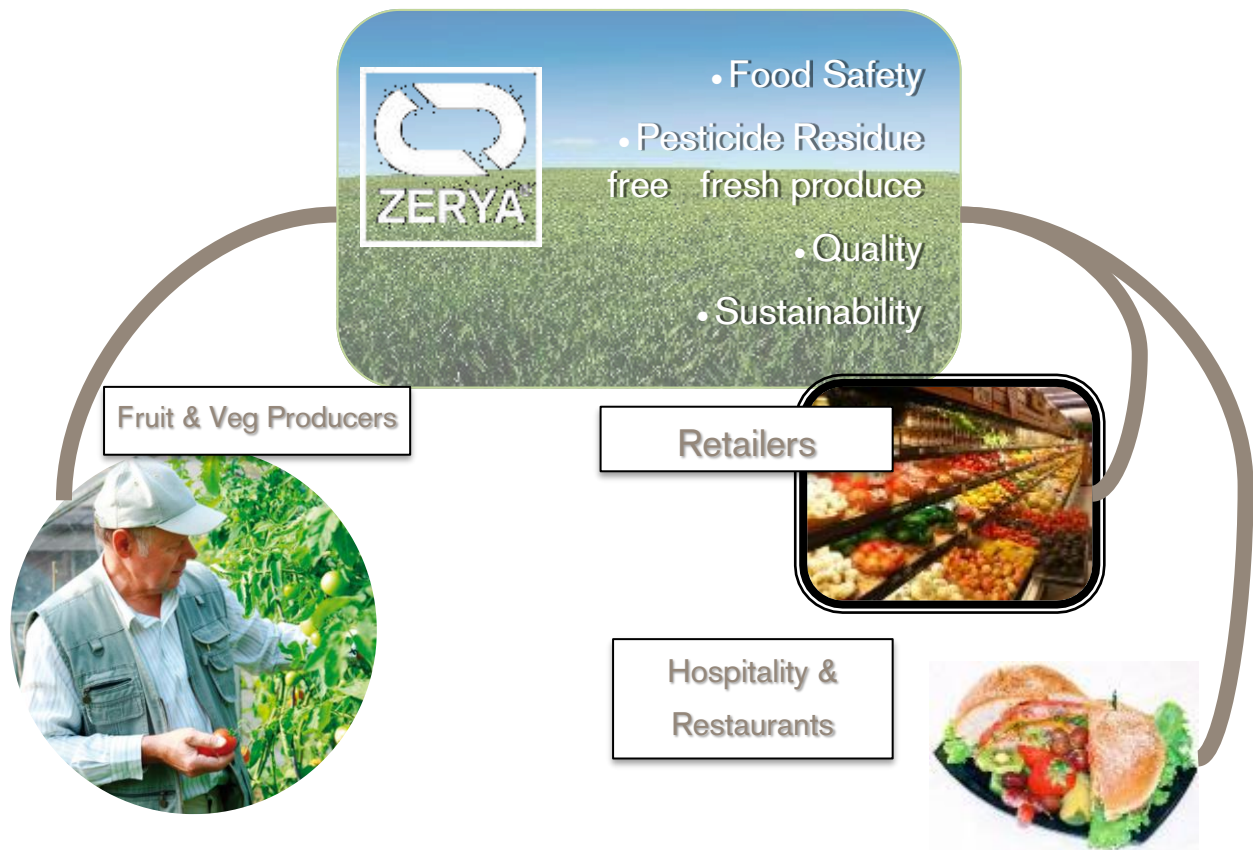 ZERYA
• Food Safety
• Pesticide Residue
free fresh produce
• Quality
• Sustainability
Fruit & Veg Producers
Retailers
Hospitality &
Restaurants